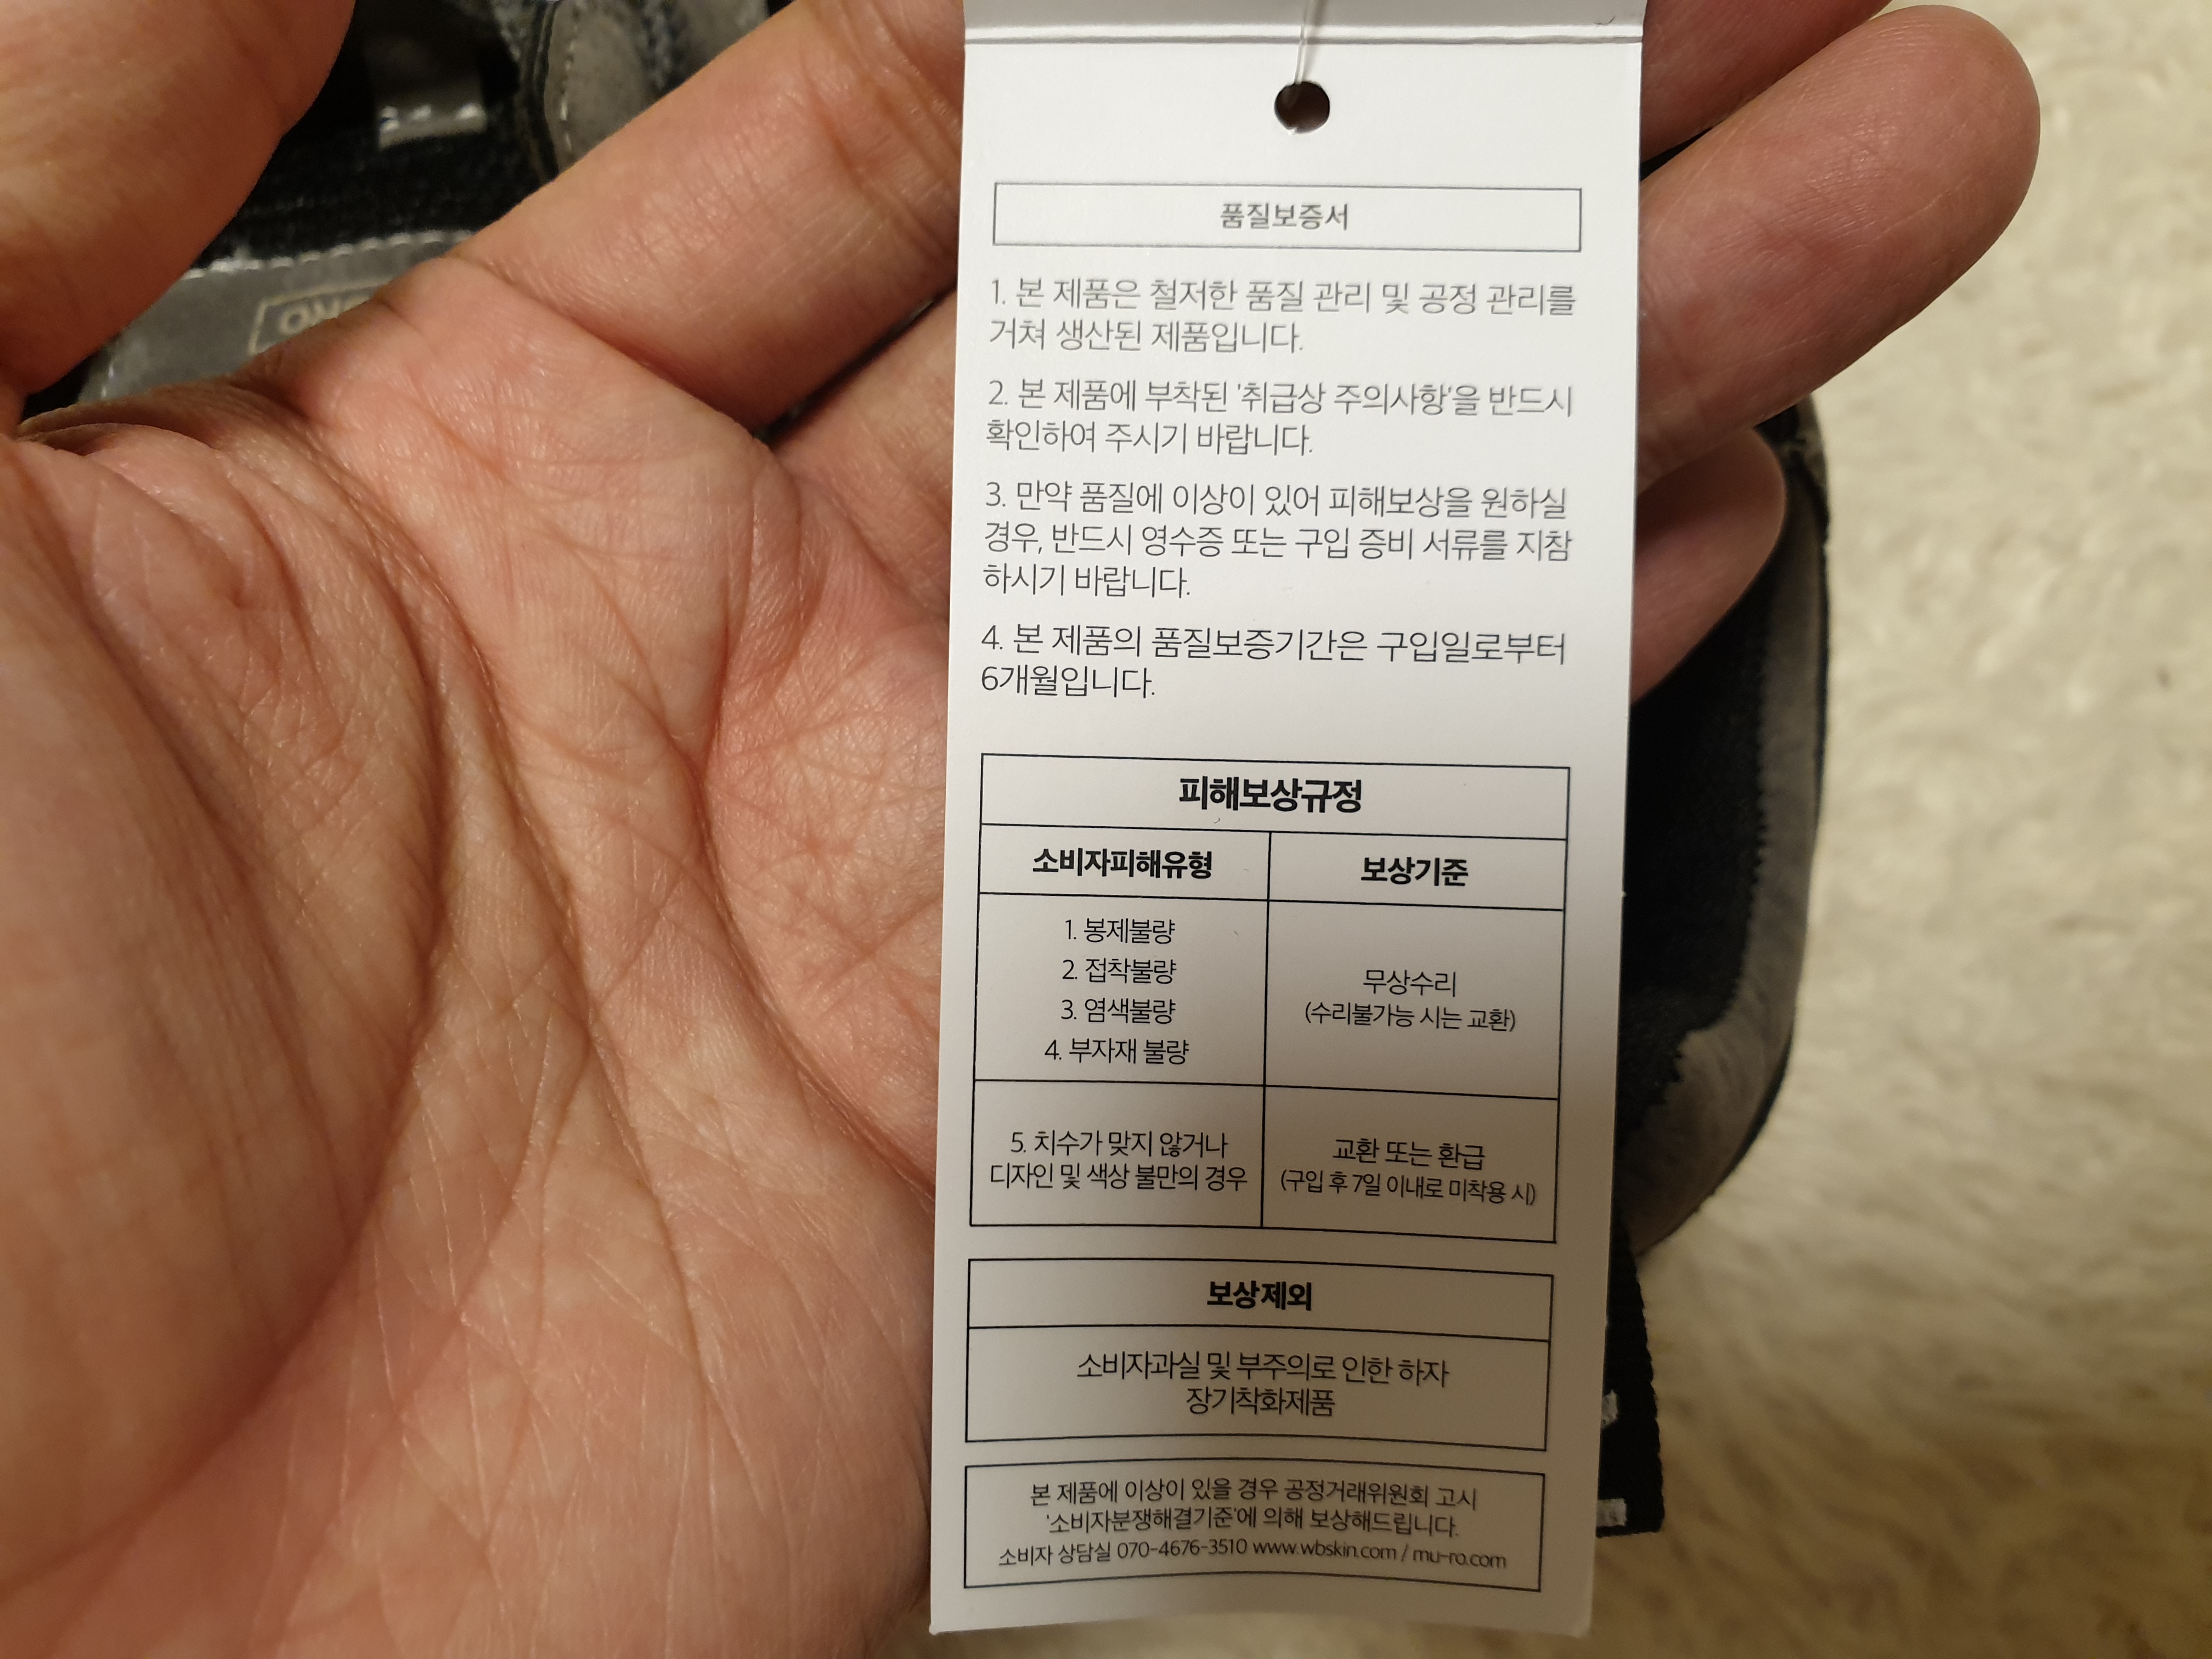 품질보증서
1. 본 제품은 철저한 품질 관리 및 공정 관리를
거쳐 생산된 제품입니다.
2. 본 제품에 부착된 '취급상 주의사항'을 반드시
확인하여 주시기 바랍니다.
3. 만약 품질에 이상이 있어 피해보상을 원하실
경우, 반드시 영수증 또는 구입 증비 서류를 지참
하시기 바랍니다.
4. 본 제품의 품질보증기간은 구입일로부터
6개월입니다.
피해보상규정
소비자피해유형
보상기준
1. 봉제불량
2. 접착불량
3. 염색불량
4. 부자재 불량
무상수리
(수리불가능 시는 교환)
5. 치수가 맞지 않거나
디자인 및 색상 불만의 경우
교환 또는 환급
(구입 후 7일 이내로 미착용 시)
보상제외
소비자과실 및 부주의로 인한 하자
장기착화제품
본 제품에 이상이 있을 경우 공정거래위원회 고시
'소비자분쟁해결기준'에 의해 보상해드립니다.
소비자 상담실 070-4676-3510 www.wbskin.com / mu-ro.com